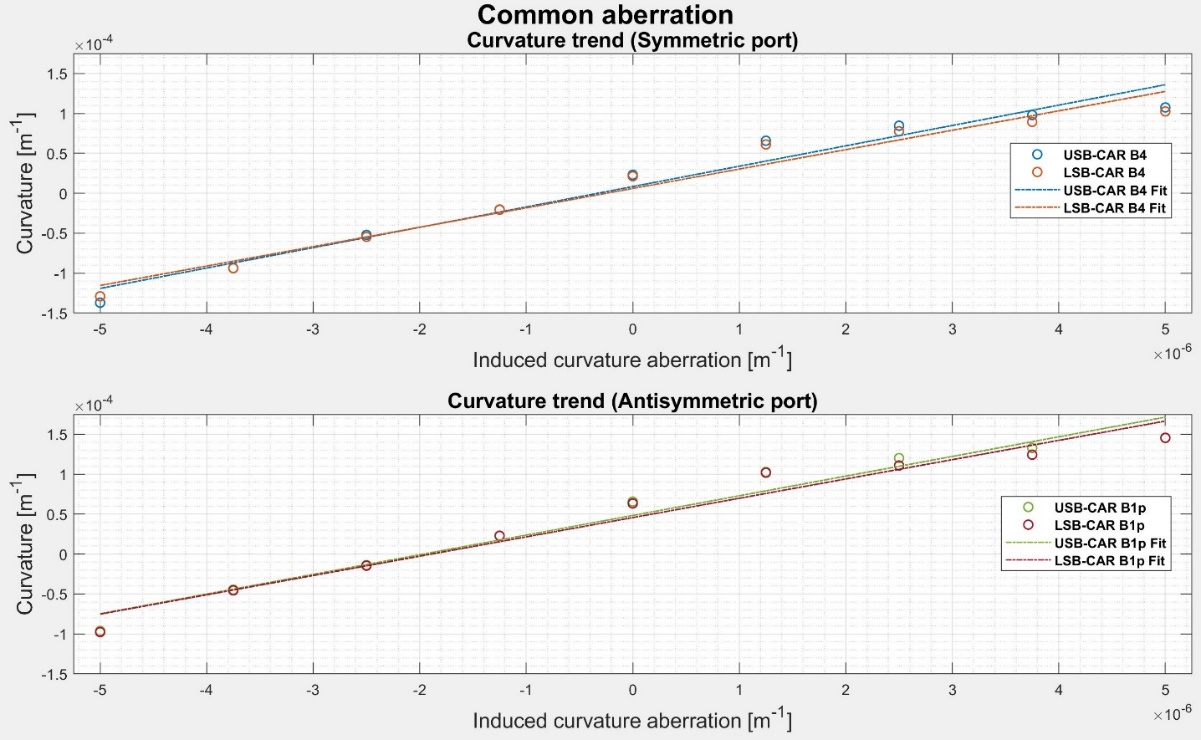 Common aberration
Curvature trend (Symmetric port)
×10⁻⁴
1.5
1
0.5
0
-0.5
-1
-1.5
Curvature [m⁻¹]
USB-CAR B4
LSB-CAR B4
USB-CAR B4 Fit
LSB-CAR B4 Fit
-5 -4 -3 -2 -1 0 1 2 3 4 5
×10⁻⁶
Induced curvature aberration [m⁻¹]
Curvature trend (Antisymmetric port)
×10⁻⁴
1.5
1
0.5
0
-0.5
-1
-1.5
Curvature [m⁻¹]
USB-CAR B1p
LSB-CAR B1p
USB-CAR B1p Fit
LSB-CAR B1p Fit
-5 -4 -3 -2 -1 0 1 2 3 4 5
×10⁻⁶
Induced curvature aberration [m⁻¹]